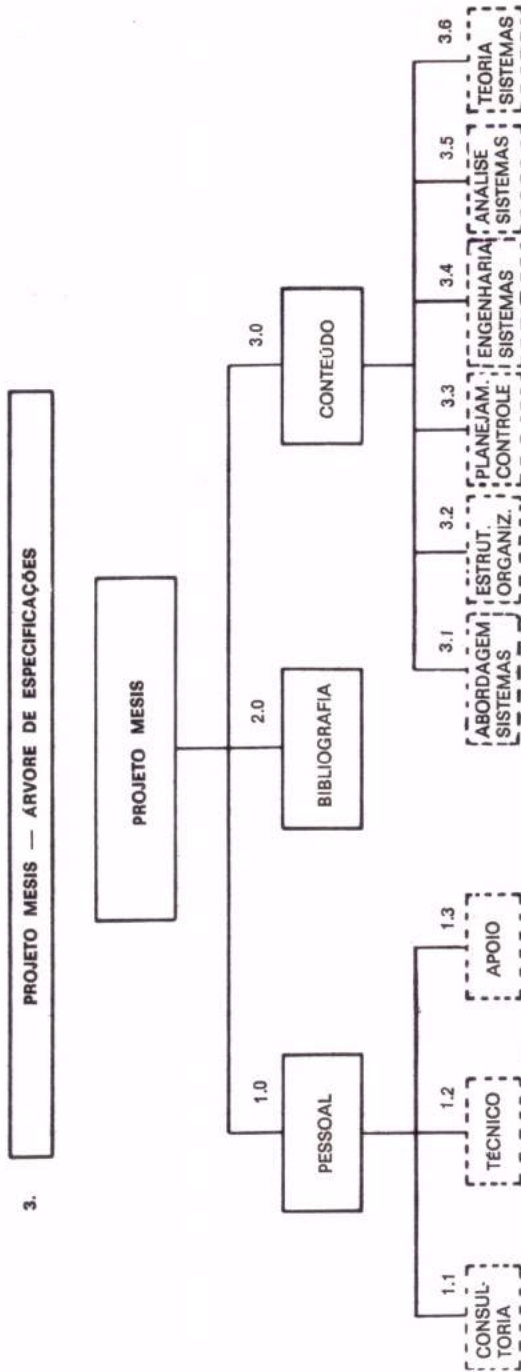 3. PROJETO MESIS — ÁRVORE DE ESPECIFICAÇÕES
PROJETO MESIS
1.0
PESSOAL
2.0
BIBLIOGRAFIA
3.0
CONTEÚDO
1.1
CONSUL-
TORIA
1.2
TÉCNICO
1.3
APOIO
3.1
ABORDAGEM
SISTEMAS
3.2
ESTRUT.
ORGANIZ.
3.3
PLANEJAM.
CONTROLE
3.4
ENGENHARIA
SISTEMAS
3.5
ANÁLISE
SISTEMAS
3.6
TEORIA
SISTEMAS